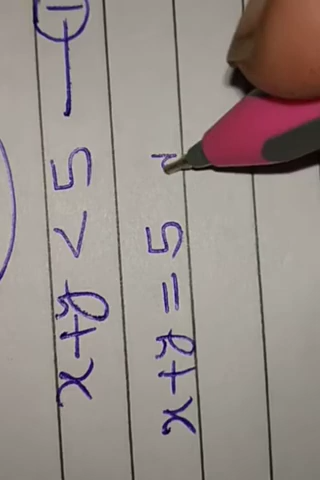 x+y < 5 — ①
x+y = 5